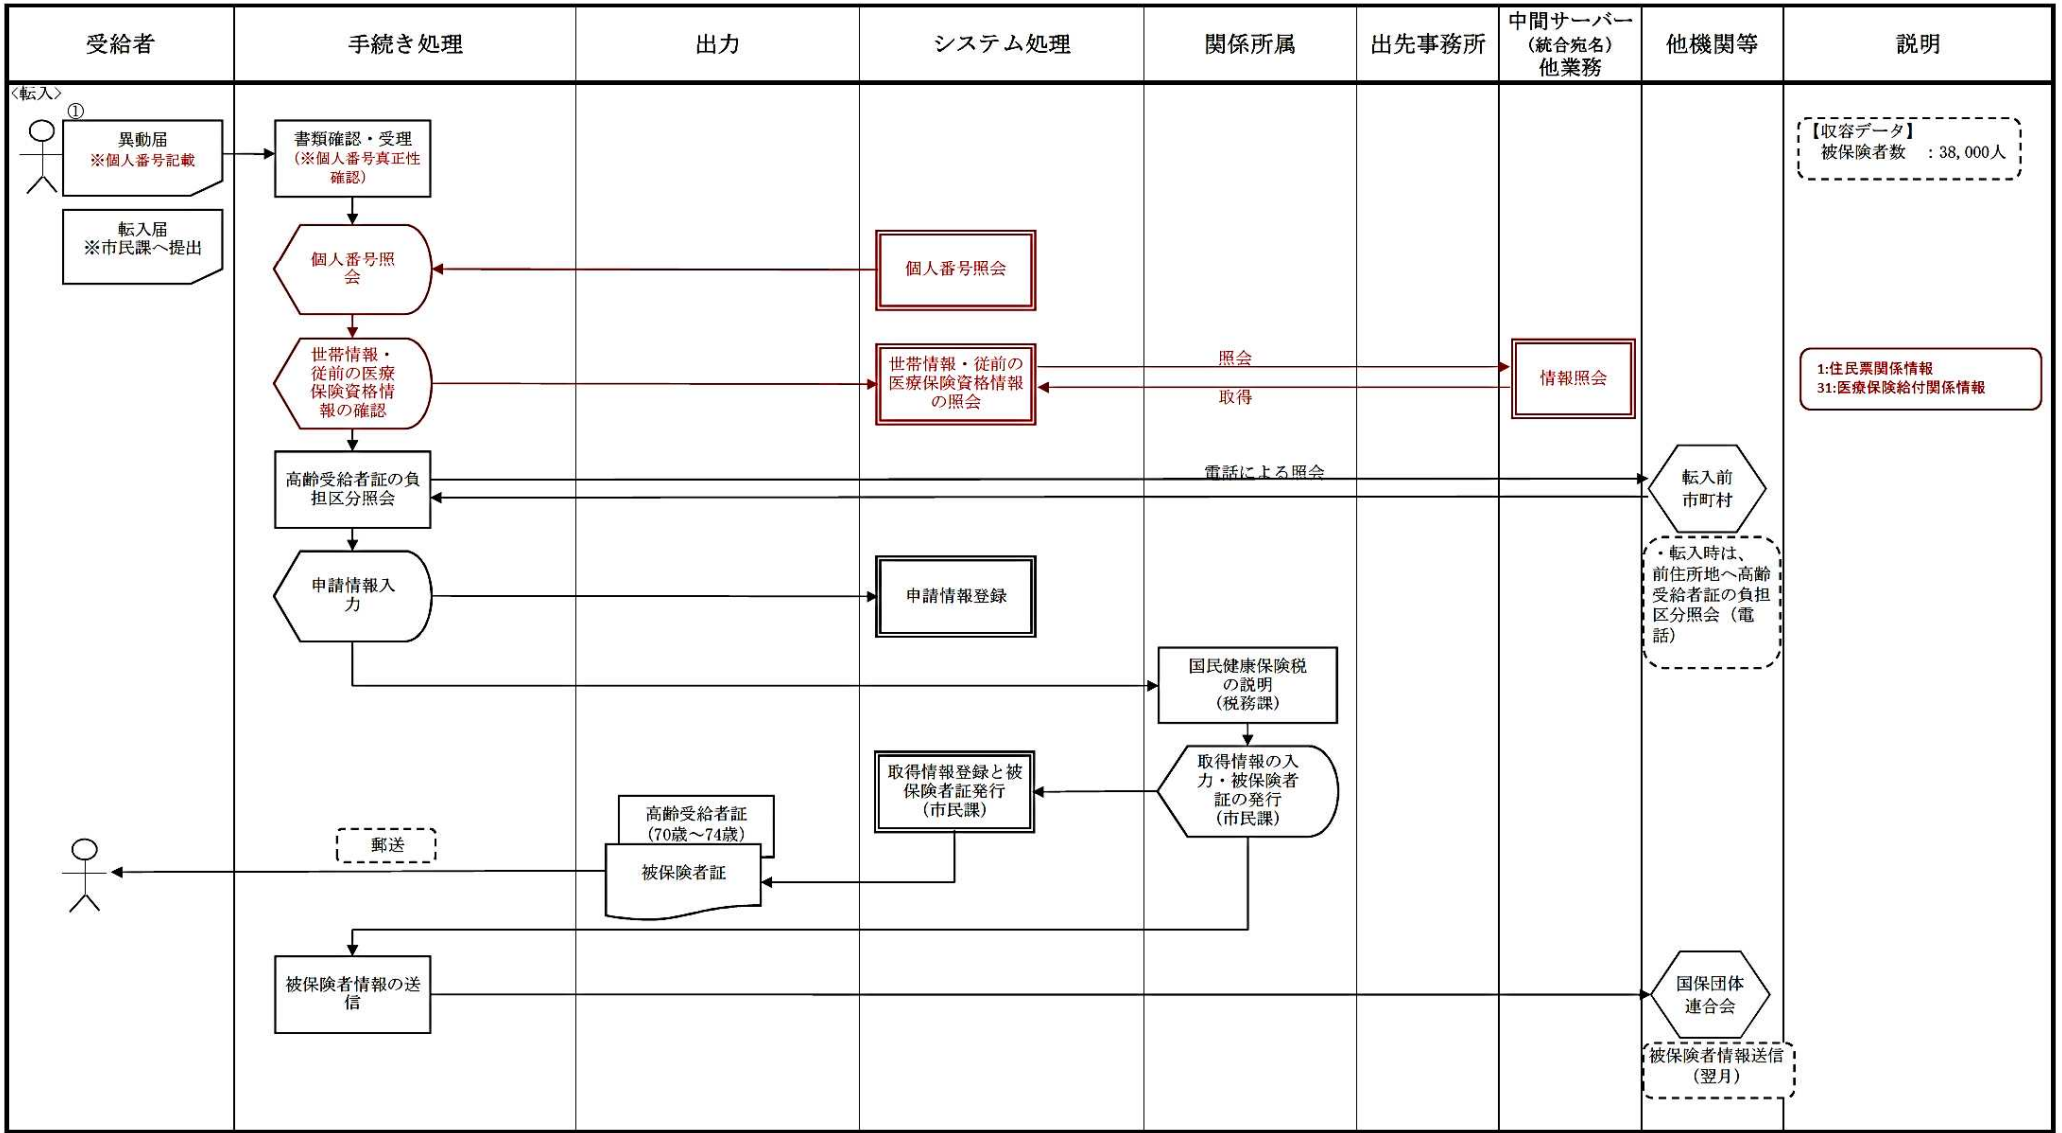 受給者
手続き処理
出力
システム処理
関係所属
出先事務所
中間サーバー
（統合宛名）
他業務
他機関等
説明
<転入>
①
異動届
※個人番号記載
書類確認・受理
（※個人番号真正性
確認）
【収容データ】
被保険者数　：38,000人
転入届
※市民課へ提出
個人番号照
会
個人番号照会
世帯情報・
従前の医療
保険資格情
報の確認
世帯情報・従前の
医療保険資格情報
の照会
照会
取得
情報照会
1:住民票関係情報
31:医療保険給付関係情報
高齢受給者証の負
担区分照会
電話による照会
転入前
市町村
・転入時は、
前住所地へ高齢
受給者証の負担
区分照会（電
話）
申請情報入
力
申請情報登録
国民健康保険税
の説明
（税務課）
取得情報の入
力・被保険者
証の発行
（市民課）
取得情報登録と被
保険者証発行
（市民課）
高齢受給者証
（70歳～74歳）
被保険者証
郵送
被保険者情報の送
信
国保団体
連合会
被保険者情報送信
（翌月）